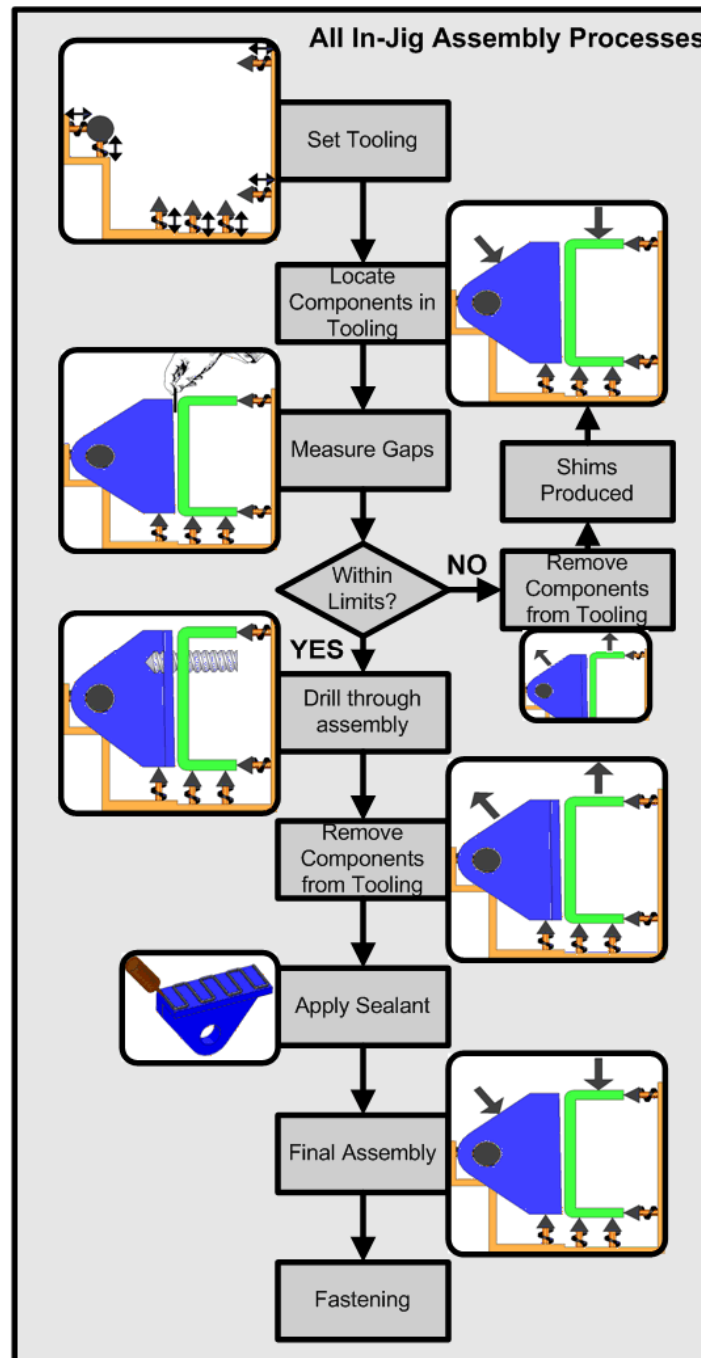 All In-Jig Assembly Processes
Set Tooling
Locate
Components in
Tooling
Measure Gaps
Shims
Produced
Within
Limits?
NO
Remove
Components
from Tooling
YES
Drill through
assembly
Remove
Components
from Tooling
Apply Sealant
Final Assembly
Fastening